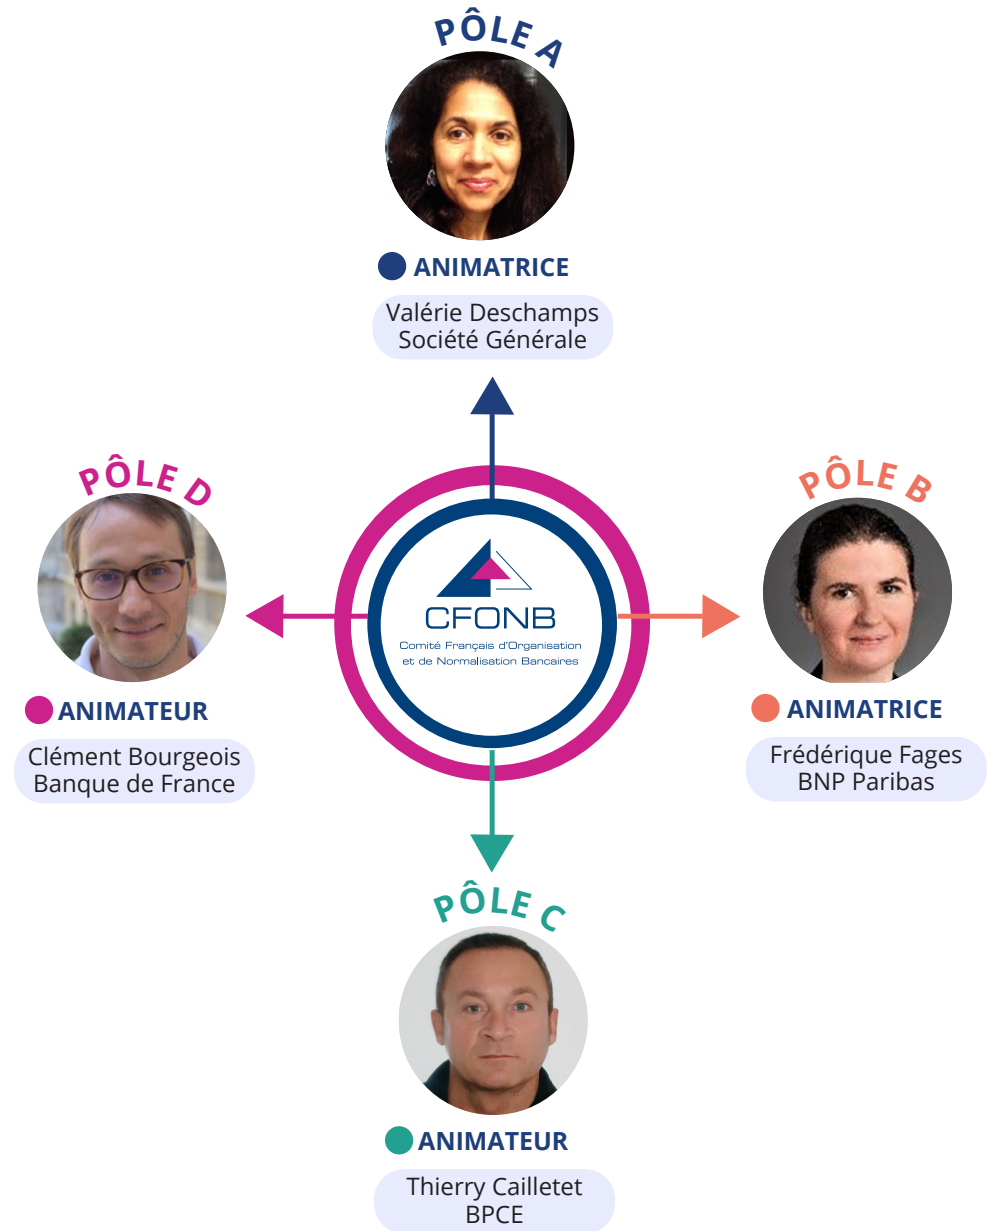 PÔLE A
ANIMATRICE
Valérie Deschamps
Société Générale
PÔLE D
ANIMATEUR
Clément Bourgeois
Banque de France
CFONB
Comité Français d'Organisation
et de Normalisation Bancaires
PÔLE B
ANIMATRICE
Frédérique Fages
BNP Paribas
PÔLE C
ANIMATEUR
Thierry Cailletet
BPCE